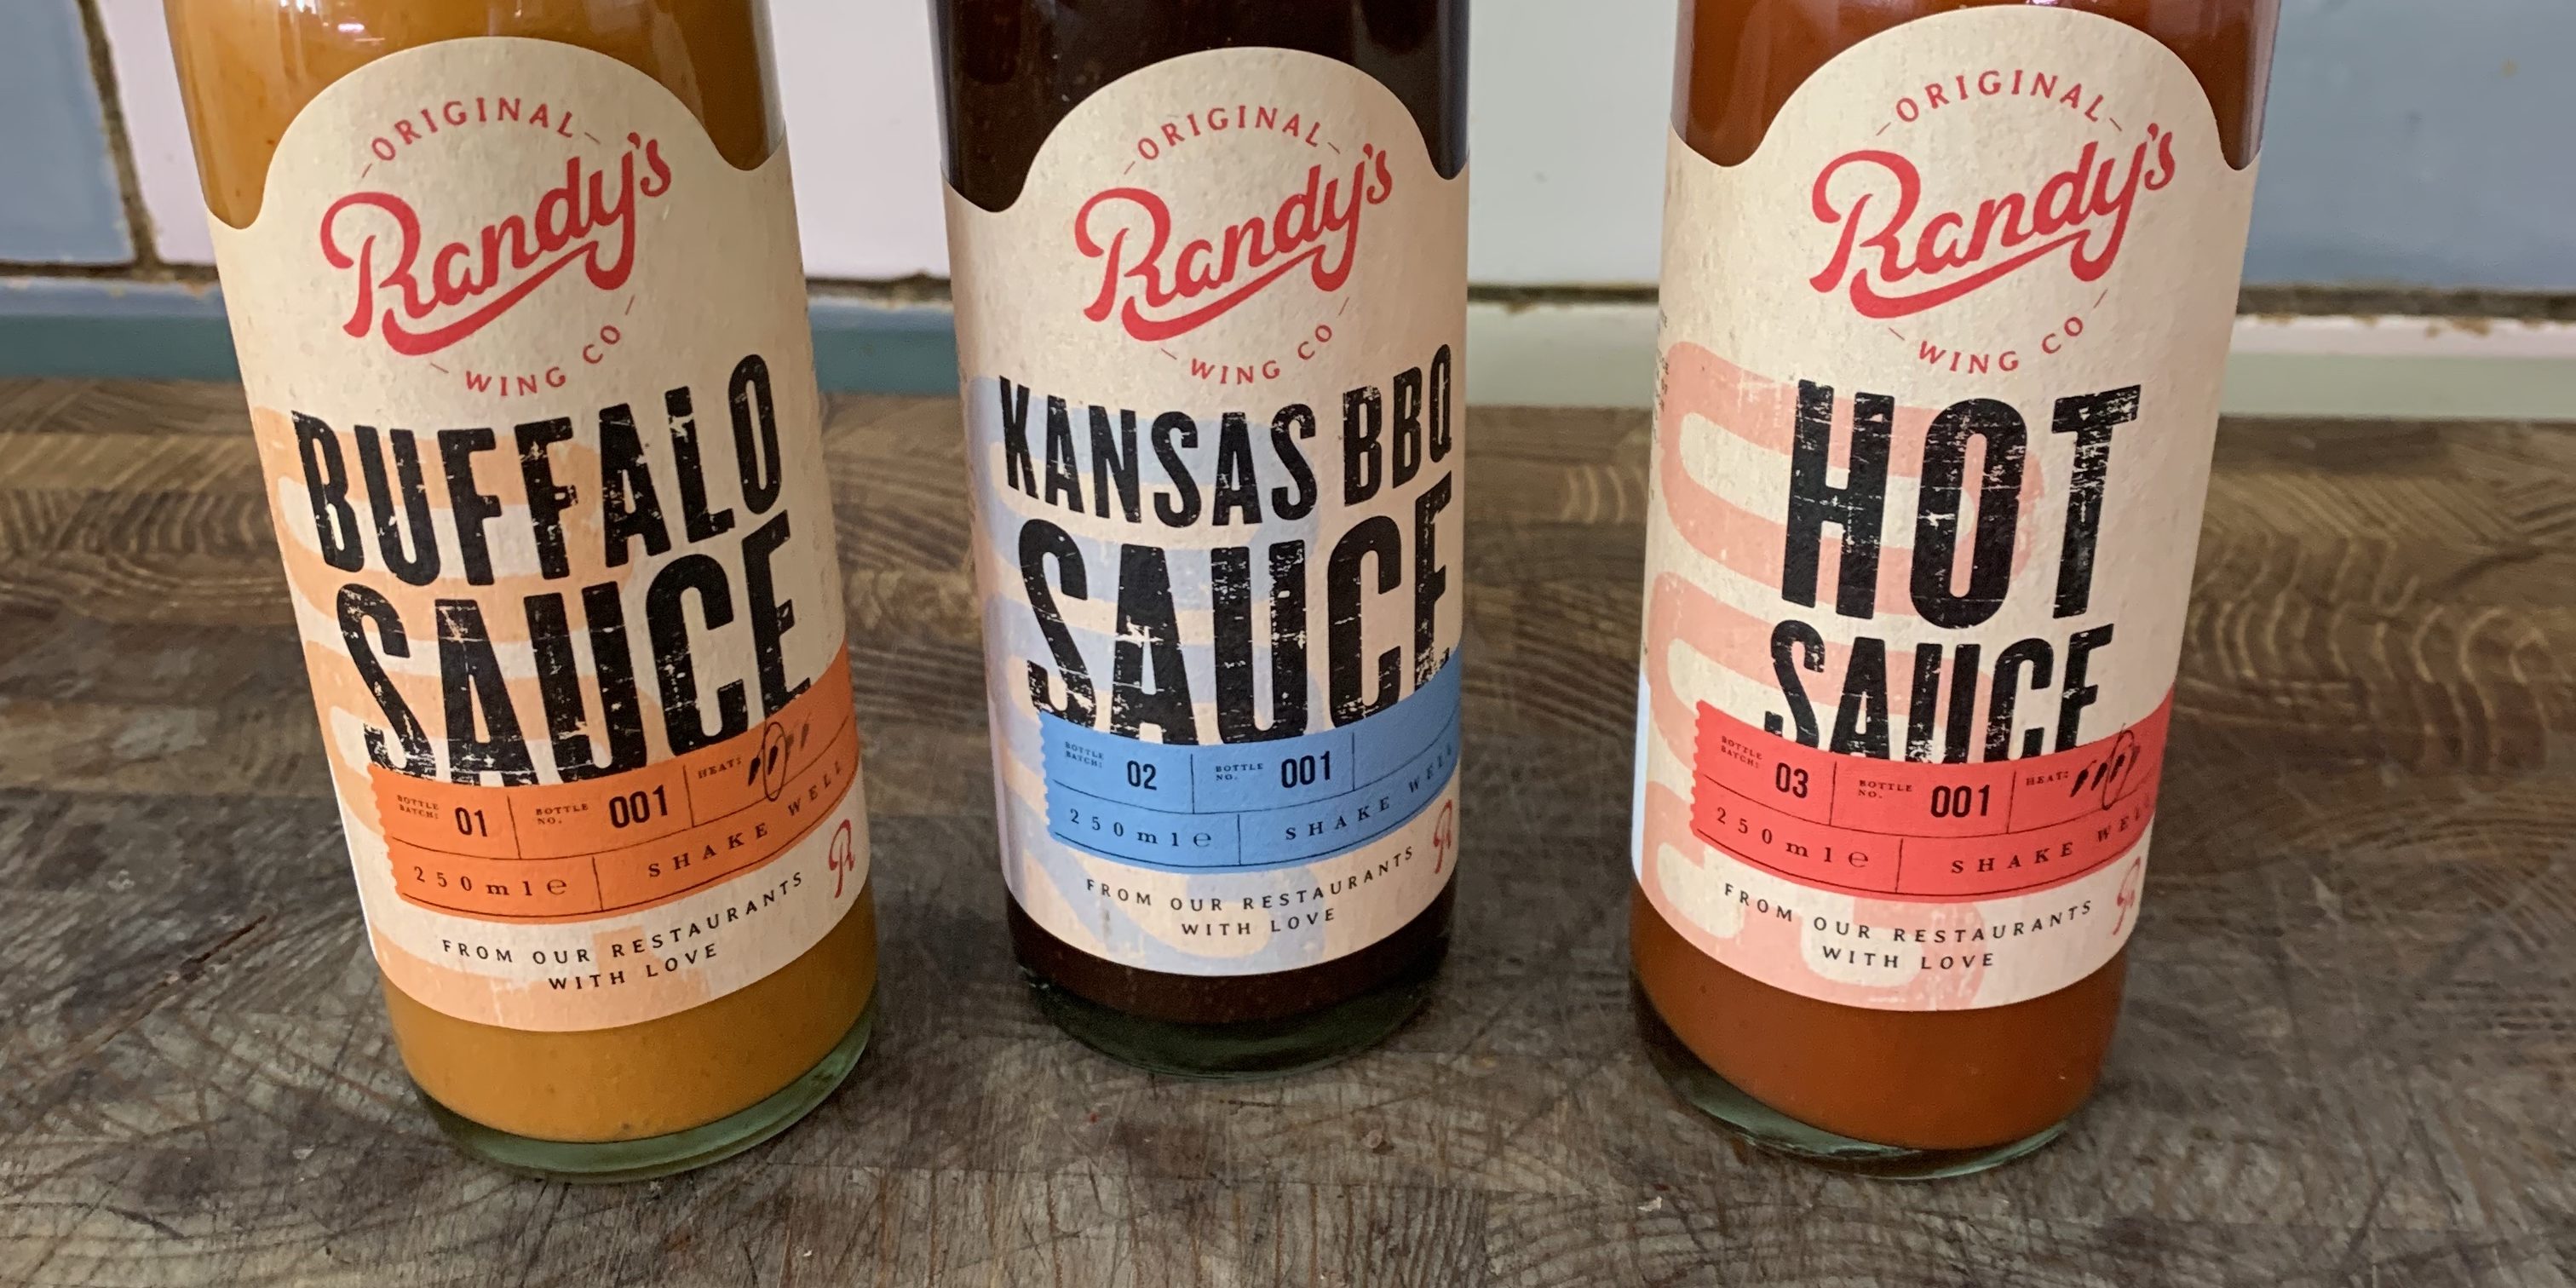 ORIGINAL
Randy's
WING CO
BUFFALO
SAUCE
BOTTLE BATCH: 01 BOTTLE NO. 001 HEAT:
250ml℮ SHAKE WELL
R
FROM OUR RESTAURANTS
WITH LOVE
ORIGINAL
Randy's
WING CO
KANSAS BBQ
SAUCE
BOTTLE BATCH: 02 BOTTLE NO. 001
250ml℮ SHAKE WELL
R
FROM OUR RESTAURANTS
WITH LOVE
ORIGINAL
Randy's
WING CO
HOT
SAUCE
BOTTLE BATCH: 03 BOTTLE NO. 001 HEAT:
250ml℮ SHAKE WELL
R
FROM OUR RESTAURANTS
WITH LOVE